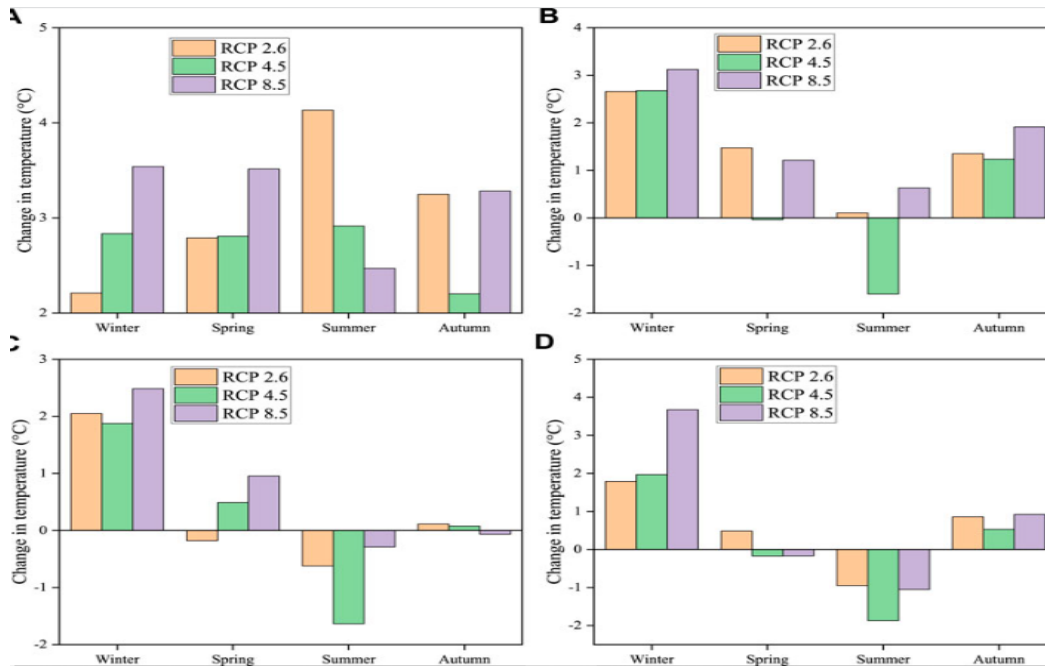 A
Change in temperature (°C)
5
4
3
2
RCP 2.6
RCP 4.5
RCP 8.5
Winter
Spring
Summer
Autumn
B
Change in temperature (°C)
4
3
2
1
0
-1
-2
RCP 2.6
RCP 4.5
RCP 8.5
Winter
Spring
Summer
Autumn
C
Change in temperature (°C)
3
2
1
0
-1
-2
RCP 2.6
RCP 4.5
RCP 8.5
Winter
Spring
Summer
Autumn
D
Change in temperature (°C)
5
4
3
2
1
0
-1
-2
RCP 2.6
RCP 4.5
RCP 8.5
Winter
Spring
Summer
Autumn